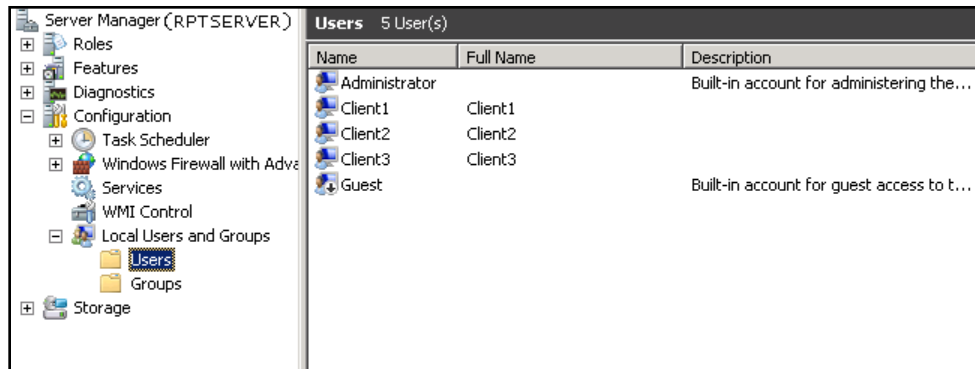 Server Manager (RPTSERVER)
Roles
Features
Diagnostics
Configuration
Task Scheduler
Windows Firewall with Adva
Services
WMI Control
Local Users and Groups
Users
Groups
Storage
Users 5 User(s)
Name Full Name Description
Administrator Built-in account for administering the...
Client1 Client1
Client2 Client2
Client3 Client3
Guest Built-in account for guest access to t...